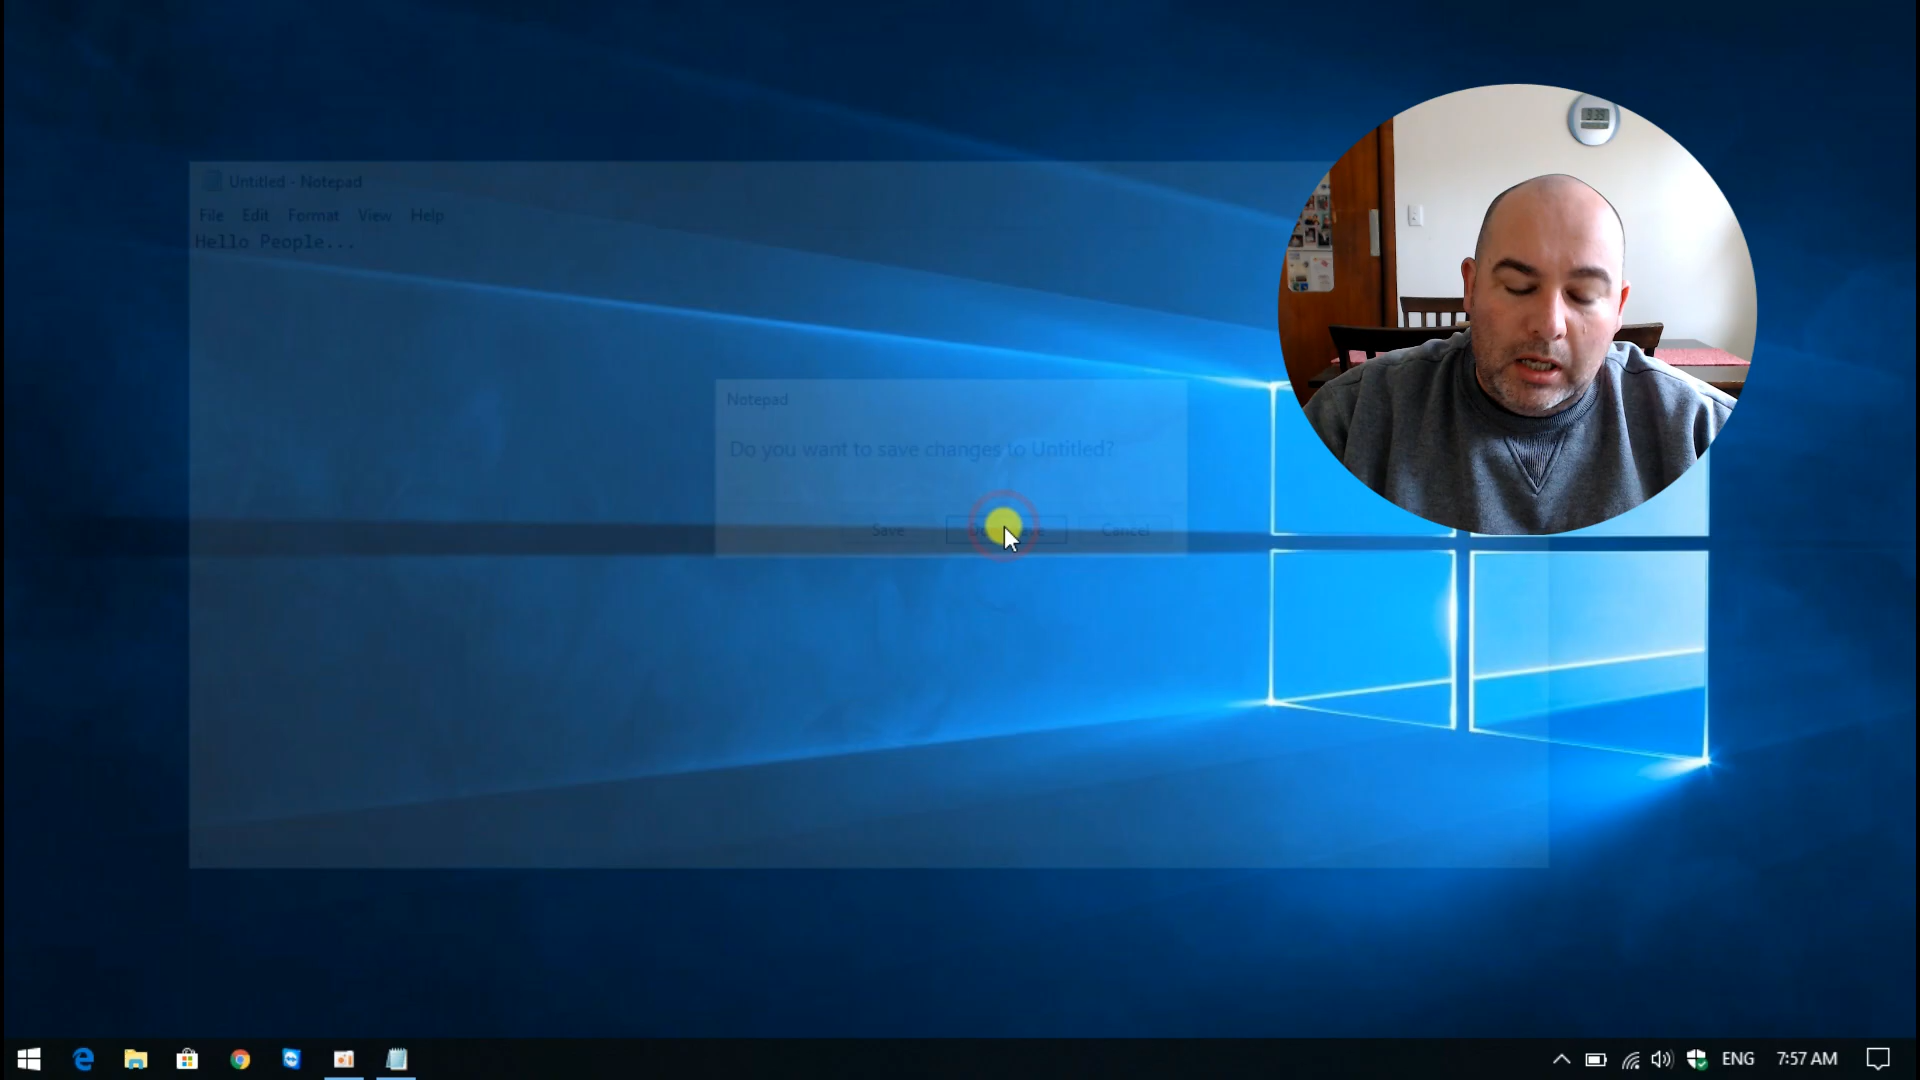 Untitled - Notepad
File Edit Format View Help
Hello People...
Notepad
Do you want to save changes to Untitled?
Save Cancel
ENG 7:57 AM